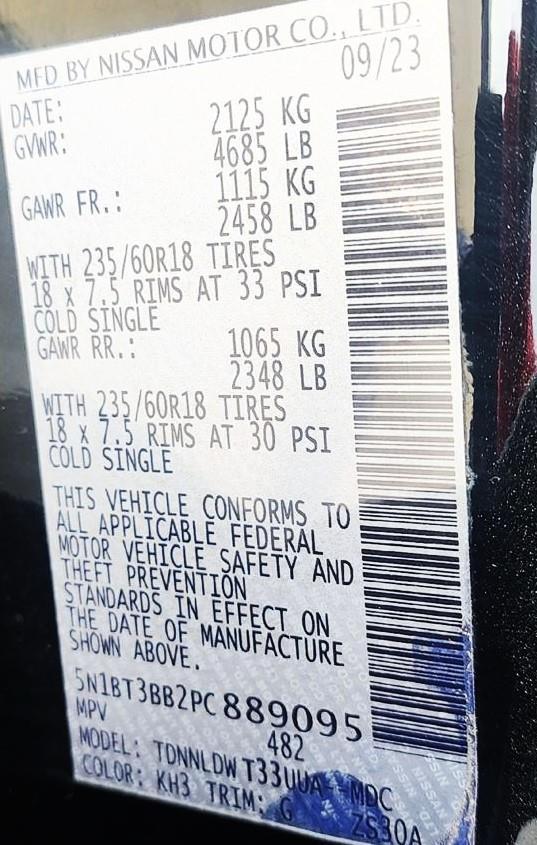 MFD BY NISSAN MOTOR CO., LTD.
DATE: 09/23
GVWR: 2125 KG
4685 LB
GAWR FR.: 1115 KG
2458 LB
WITH 235/60R18 TIRES
18 x 7.5 RIMS AT 33 PSI
COLD SINGLE
GAWR RR.: 1065 KG
2348 LB
WITH 235/60R18 TIRES
18 x 7.5 RIMS AT 30 PSI
COLD SINGLE
THIS VEHICLE CONFORMS TO
ALL APPLICABLE FEDERAL
MOTOR VEHICLE SAFETY AND
THEFT PREVENTION
STANDARDS IN EFFECT ON
THE DATE OF MANUFACTURE
SHOWN ABOVE.
5N1BT3BB2PC889095
MPV 482
MODEL: TDNNLDWT33UUA--MDC
COLOR: KH3 TRIM: G ZS30A